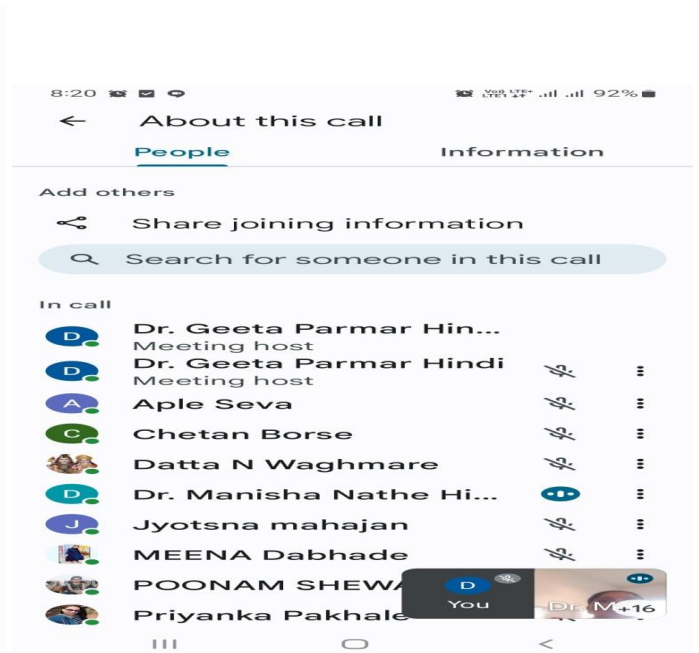 8:20 92%
← About this call
People Information
Add others
Share joining information
Search for someone in this call
In call
D Dr. Geeta Parmar Hin...
Meeting host
D Dr. Geeta Parmar Hindi
Meeting host
A Aple Seva
C Chetan Borse
Datta N Waghmare
D Dr. Manisha Nathe Hi...
J Jyotsna mahajan
MEENA Dabhade
POONAM SHEWA
D
You Dr. M +16
Priyanka Pakhale